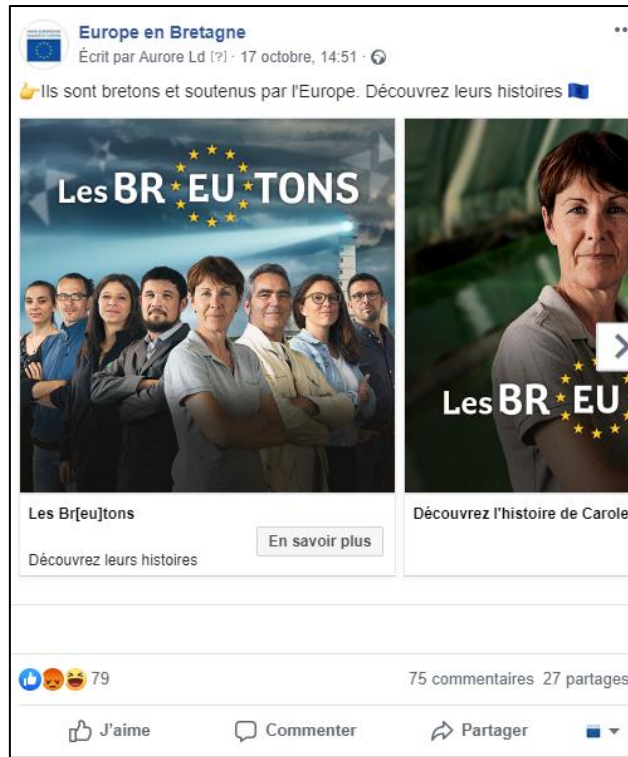 Europe en Bretagne
Écrit par Aurore Ld [?] · 17 octobre, 14:51 ·
Ils sont bretons et soutenus par l'Europe. Découvrez leurs histoires
Les BR EU TONS
Les BR EU
Les Br[eu]tons
En savoir plus
Découvrez leurs histoires
Découvrez l'histoire de Carole
79
75 commentaires 27 partages
J'aime
Commenter
Partager